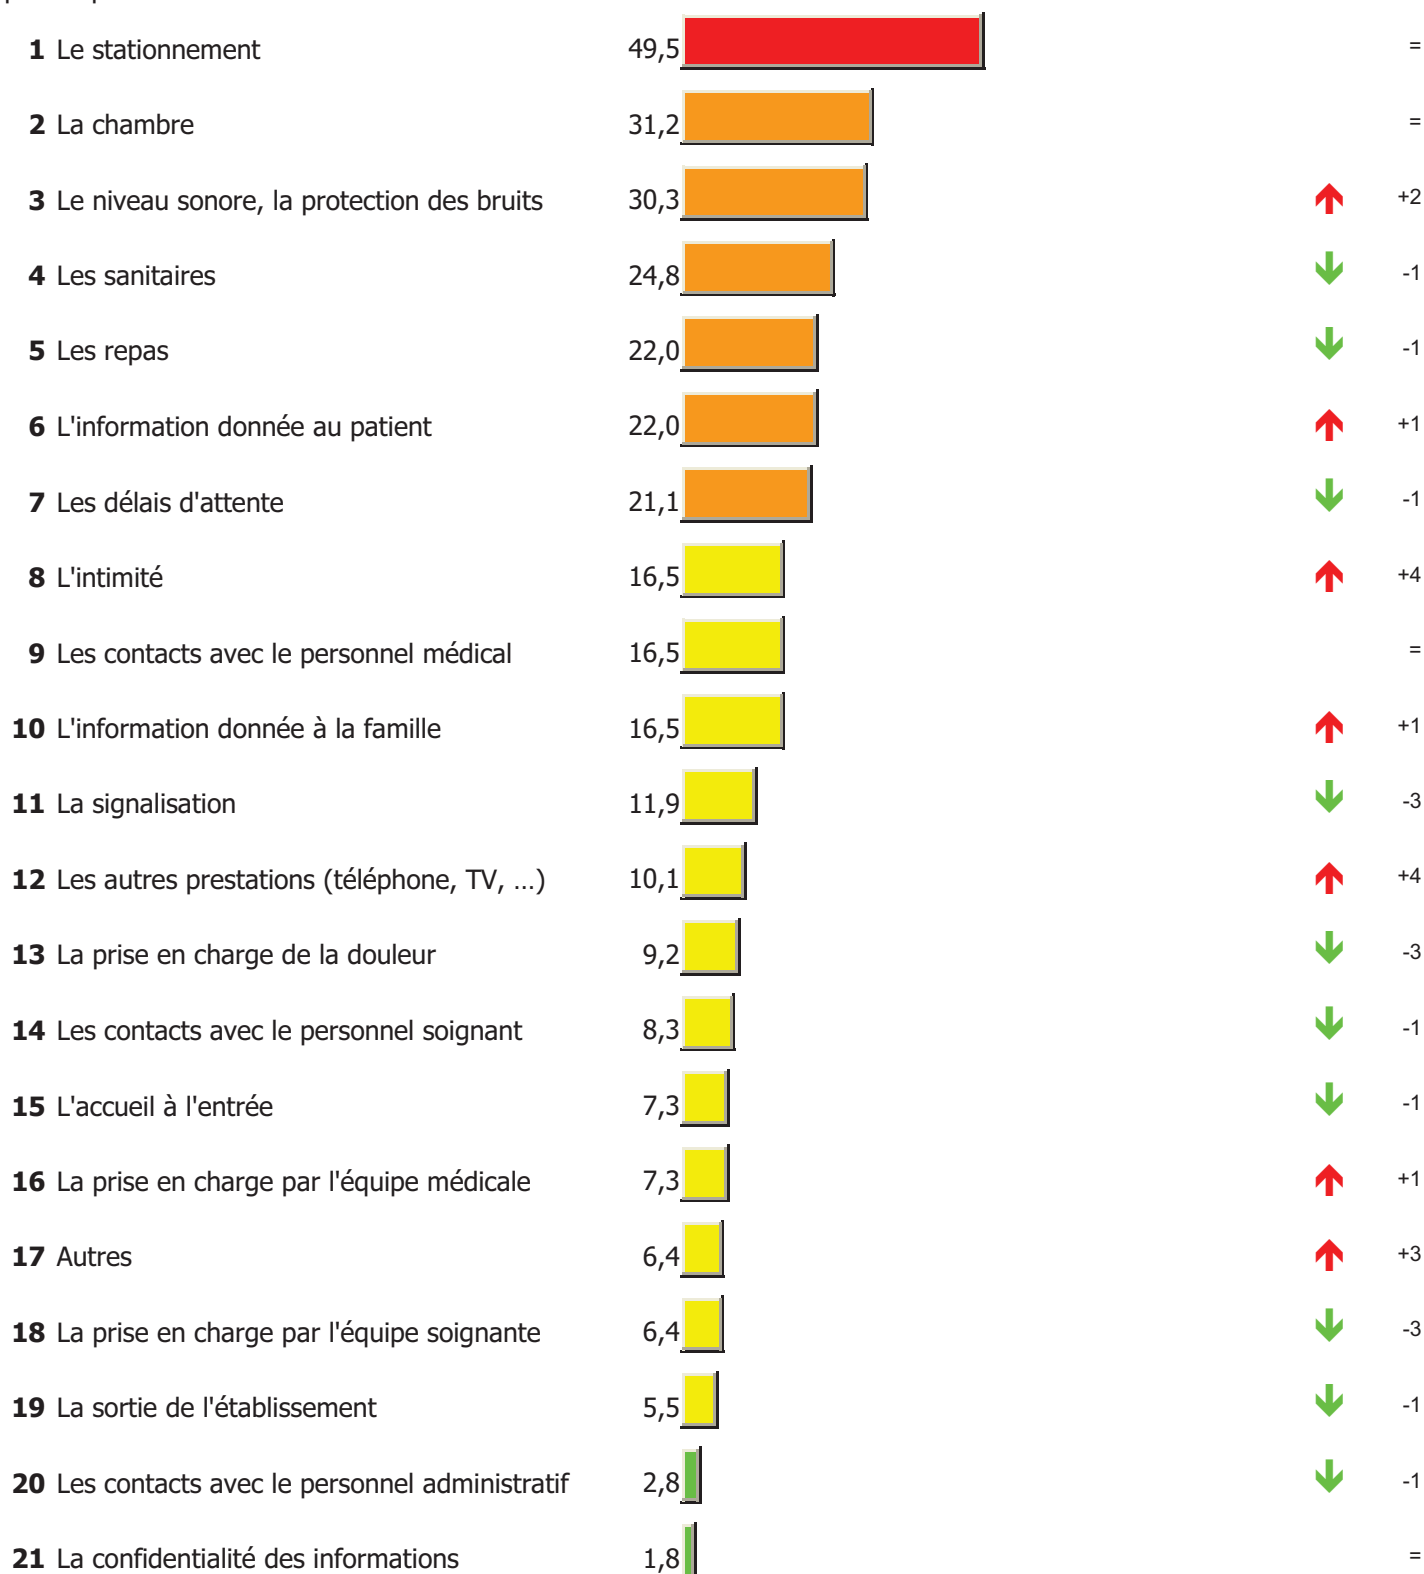 1 Le stationnement 49,5 =
2 La chambre 31,2 =
3 Le niveau sonore, la protection des bruits 30,3 +2
4 Les sanitaires 24,8 -1
5 Les repas 22,0 -1
6 L'information donnée au patient 22,0 +1
7 Les délais d'attente 21,1 -1
8 L'intimité 16,5 +4
9 Les contacts avec le personnel médical 16,5 =
10 L'information donnée à la famille 16,5 +1
11 La signalisation 11,9 -3
12 Les autres prestations (téléphone, TV, ...) 10,1 +4
13 La prise en charge de la douleur 9,2 -3
14 Les contacts avec le personnel soignant 8,3 -1
15 L'accueil à l'entrée 7,3 -1
16 La prise en charge par l'équipe médicale 7,3 +1
17 Autres 6,4 +3
18 La prise en charge par l'équipe soignante 6,4 -3
19 La sortie de l'établissement 5,5 -1
20 Les contacts avec le personnel administratif 2,8 -1
21 La confidentialité des informations 1,8 =